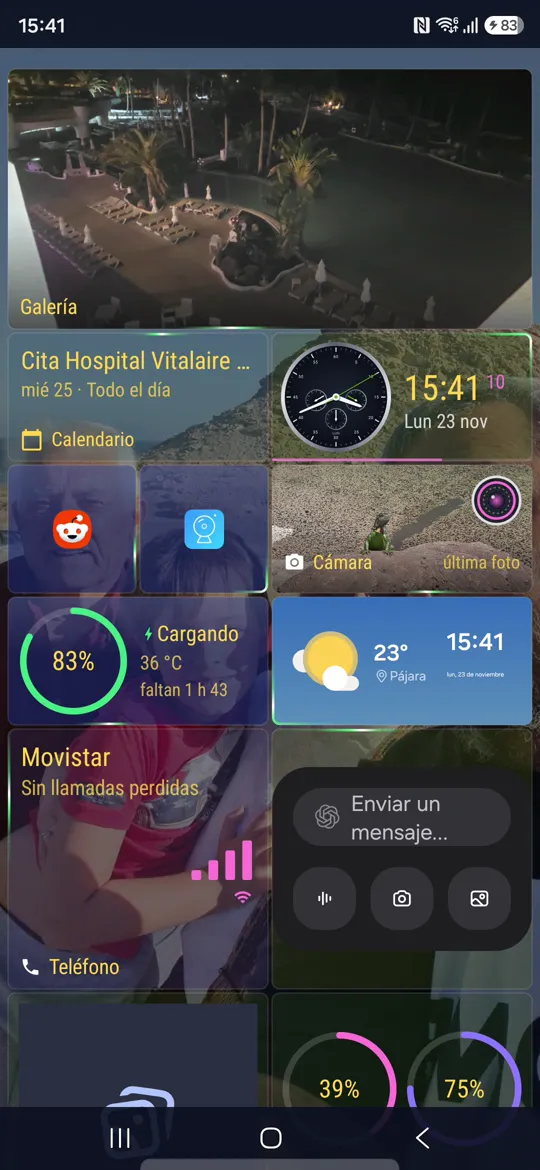 15:41
6
83
Galería
Cita Hospital Vitalaire ...
mié 25 · Todo el día
Calendario
15:41 10
Lun 23 nov
Cámara
última foto
83%
Cargando
36 °C
faltan 1 h 43
23°
Pájara
15:41
lun, 23 de noviembre
Movistar
Sin llamadas perdidas
Teléfono
Enviar un
mensaje...
39%
75%